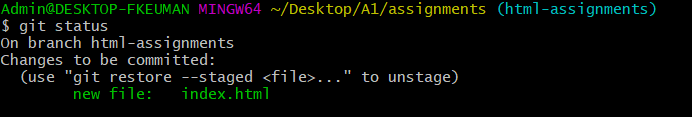 Admin@DESKTOP-FKEUMAN MINGW64 ~/Desktop/A1/assignments (html-assignments)
$ git status
On branch html-assignments
Changes to be committed:
  (use "git restore --staged <file>..." to unstage)
        new file:   index.html